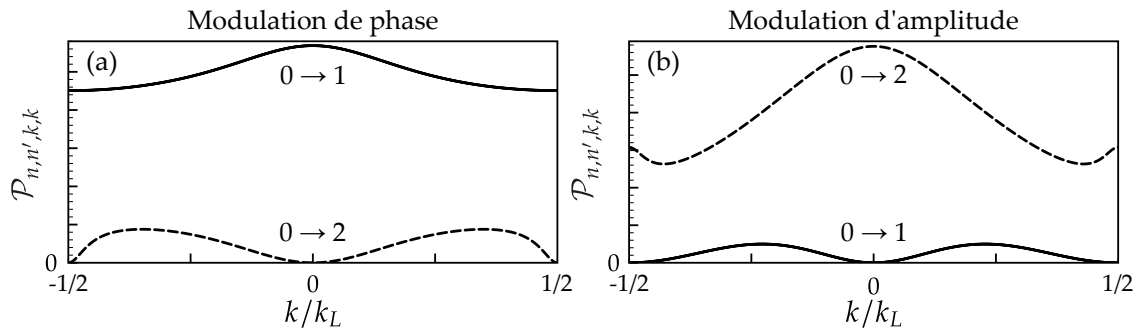 Modulation de phase
(a)
0 → 1
0 → 2
𝒫n,n′,k,k
0
-1/2
0
1/2
k/kL
Modulation d'amplitude
(b)
0 → 2
0 → 1
𝒫n,n′,k,k
0
-1/2
0
1/2
k/kL